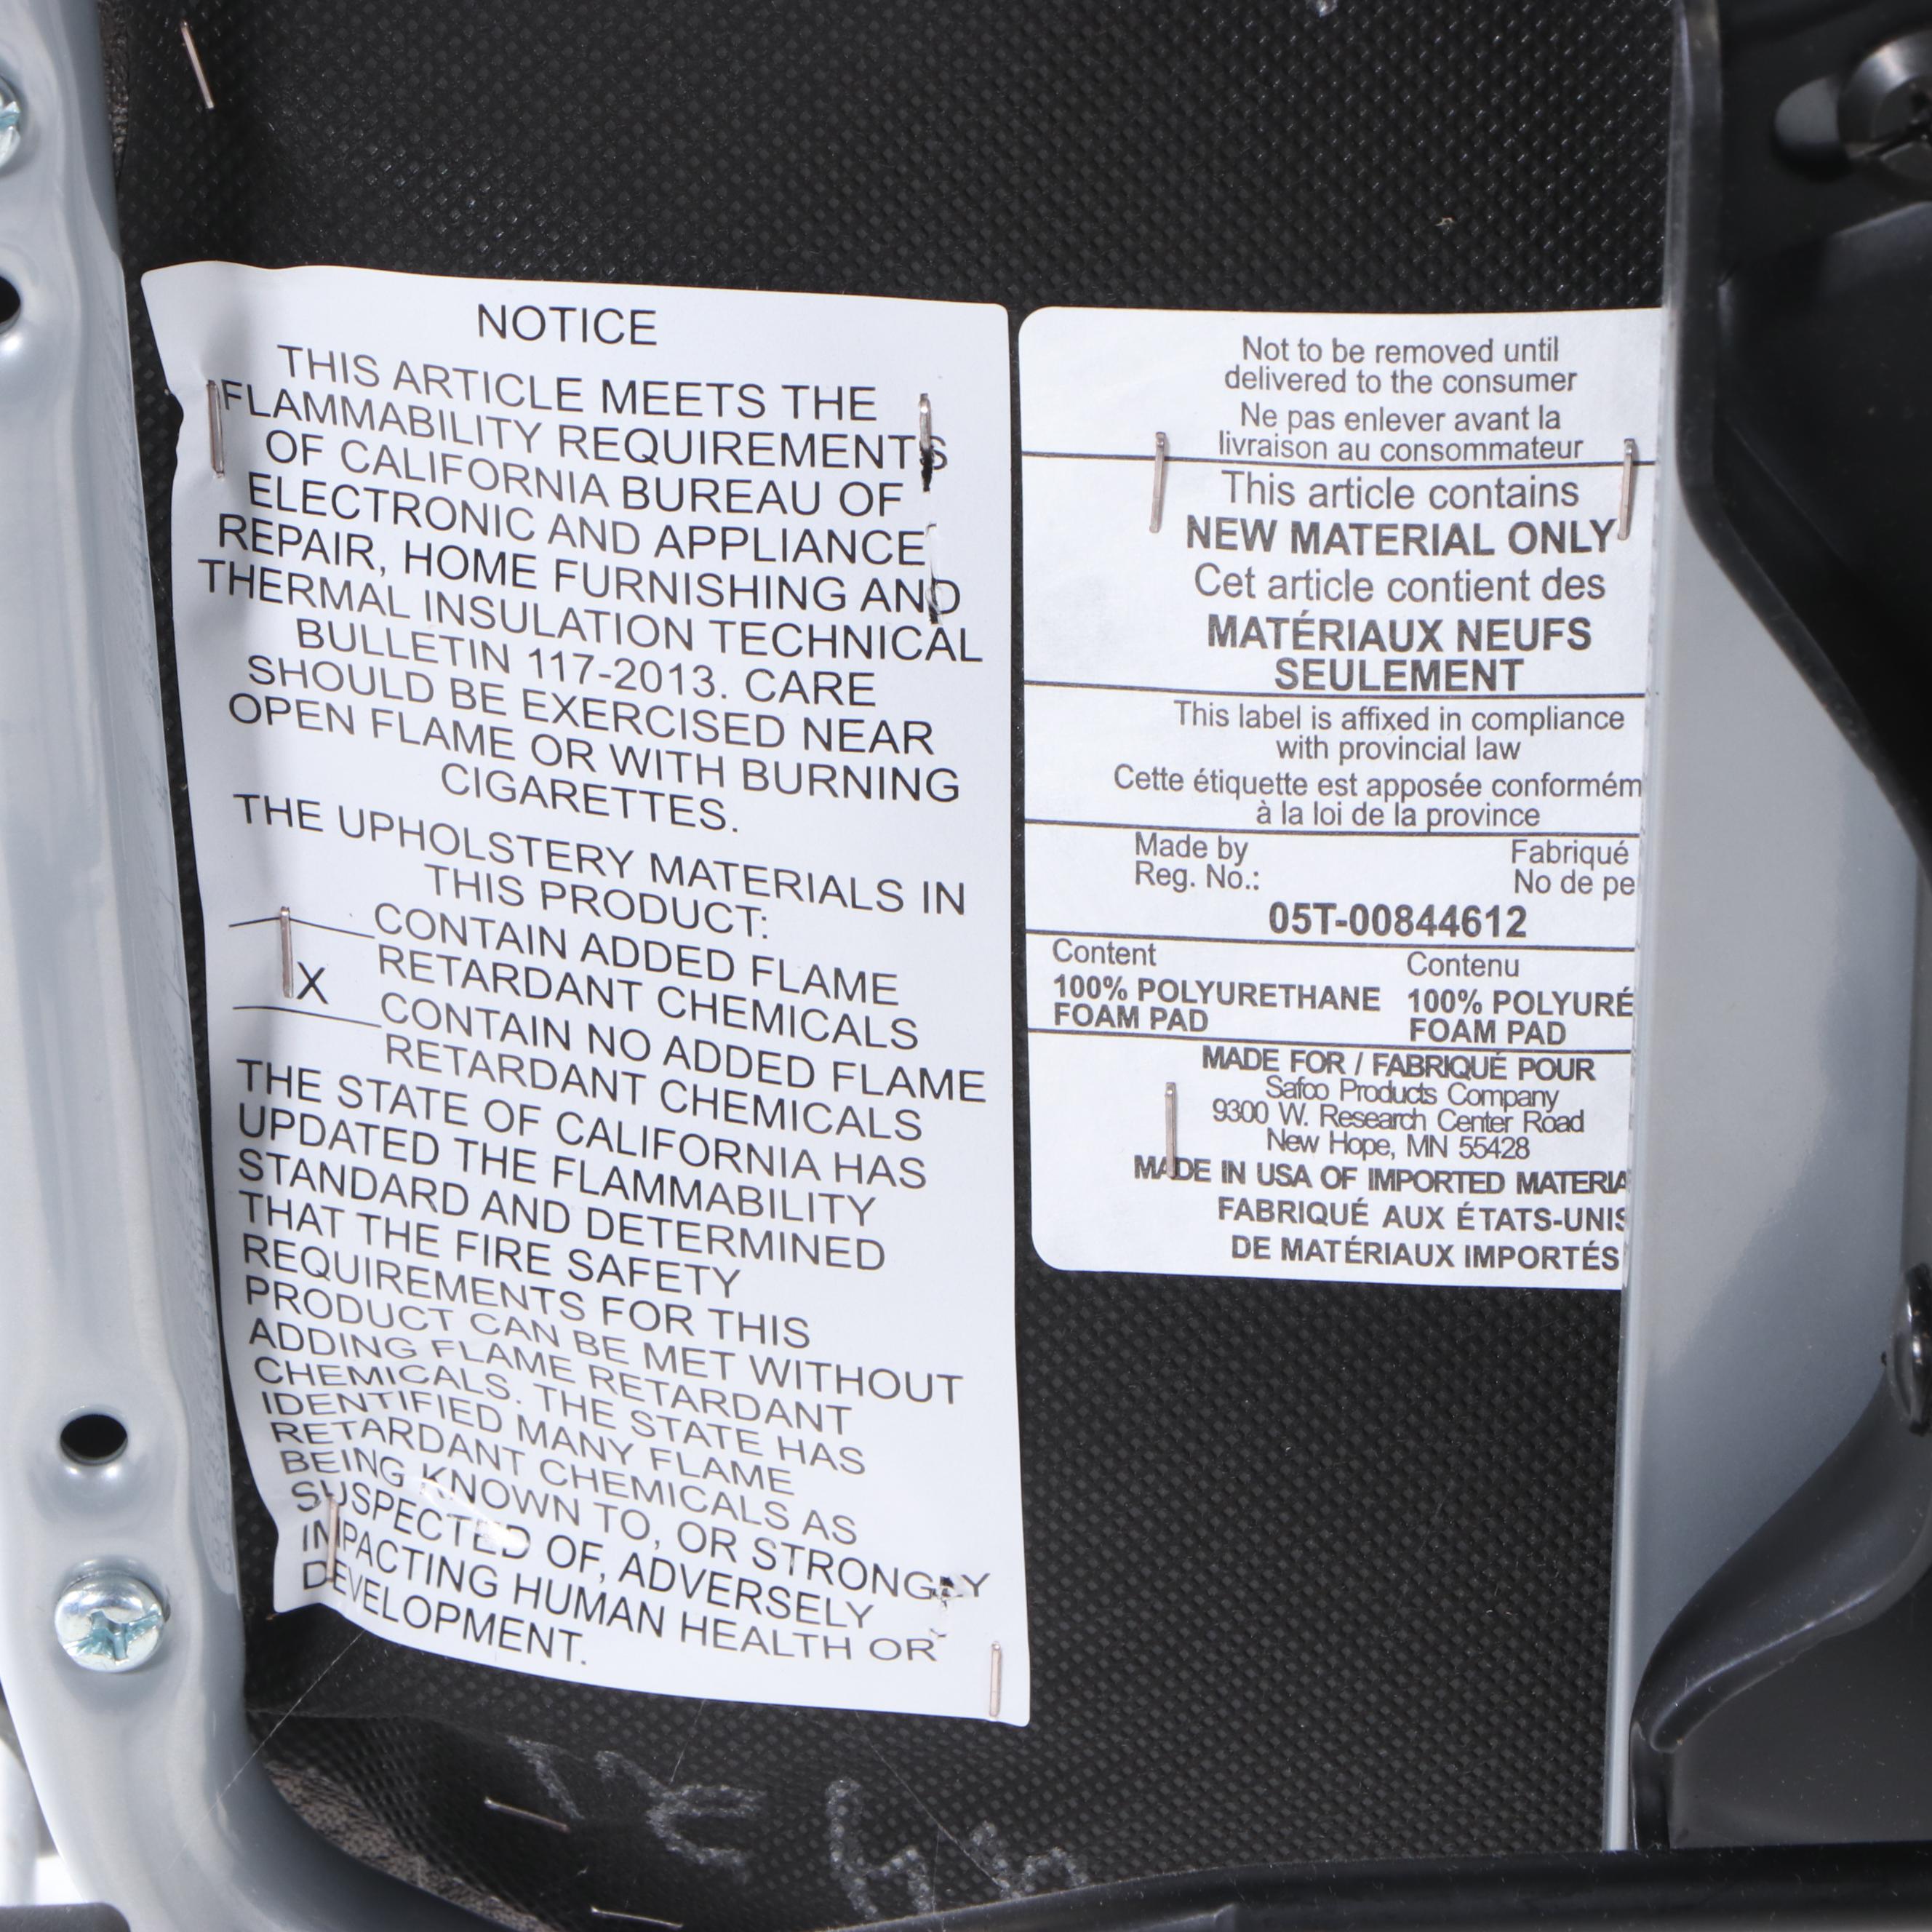 NOTICE
THIS ARTICLE MEETS THE
FLAMMABILITY REQUIREMENTS
OF CALIFORNIA BUREAU OF
ELECTRONIC AND APPLIANCE
REPAIR, HOME FURNISHING AND
THERMAL INSULATION TECHNICAL
BULLETIN 117-2013. CARE
SHOULD BE EXERCISED NEAR
OPEN FLAME OR WITH BURNING
CIGARETTES.
THE UPHOLSTERY MATERIALS IN
THIS PRODUCT:
CONTAIN ADDED FLAME
RETARDANT CHEMICALS
X CONTAIN NO ADDED FLAME
RETARDANT CHEMICALS
THE STATE OF CALIFORNIA HAS
UPDATED THE FLAMMABILITY
STANDARD AND DETERMINED
THAT THE FIRE SAFETY
REQUIREMENTS FOR THIS
PRODUCT CAN BE MET WITHOUT
ADDING FLAME RETARDANT
CHEMICALS. THE STATE HAS
IDENTIFIED MANY FLAME
RETARDANT CHEMICALS AS
BEING KNOWN TO, OR STRONGLY
SUSPECTED OF, ADVERSELY
IMPACTING HUMAN HEALTH OR
DEVELOPMENT.
Not to be removed until
delivered to the consumer
Ne pas enlever avant la
livraison au consommateur
This article contains
NEW MATERIAL ONLY
Cet article contient des
MATÉRIAUX NEUFS
SEULEMENT
This label is affixed in compliance
with provincial law
Cette étiquette est apposée conformém
à la loi de la province
Made by Fabriqué
Reg. No.: No de pe
05T-00844612
Content Contenu
100% POLYURETHANE 100% POLYURÉ
FOAM PAD FOAM PAD
MADE FOR / FABRIQUÉ POUR
Safco Products Company
9300 W. Research Center Road
New Hope, MN 55428
MADE IN USA OF IMPORTED MATERIA
FABRIQUÉ AUX ÉTATS-UNIS
DE MATÉRIAUX IMPORTÉS